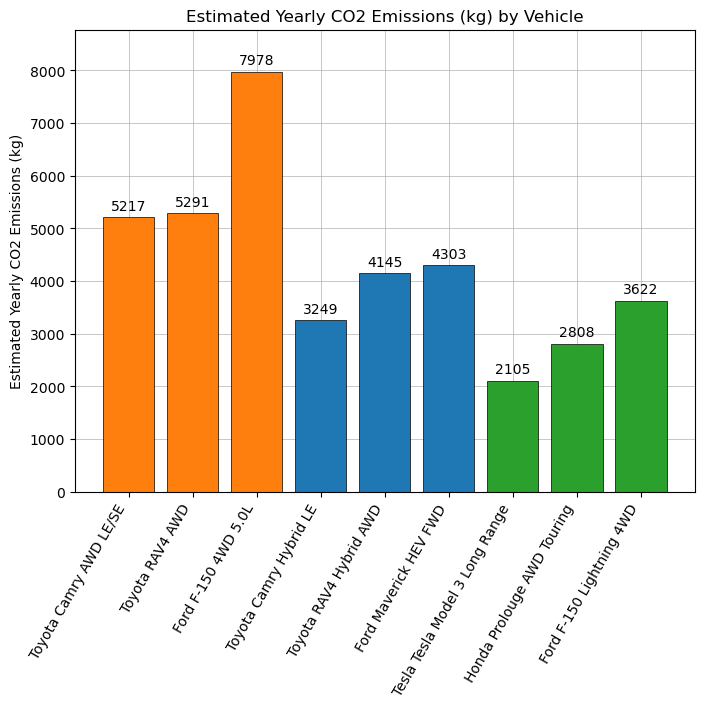 Estimated Yearly CO2 Emissions (kg) by Vehicle
Estimated Yearly CO2 Emissions (kg)
8000
7000
6000
5000
4000
3000
2000
1000
0
5217
5291
7978
3249
4145
4303
2105
2808
3622
Toyota Camry AWD LE/SE
Toyota RAV4 AWD
Ford F-150 4WD 5.0L
Toyota Camry Hybrid LE
Toyota RAV4 Hybrid AWD
Ford Maverick HEV FWD
Tesla Tesla Model 3 Long Range
Honda Prolouge AWD Touring
Ford F-150 Lightning 4WD